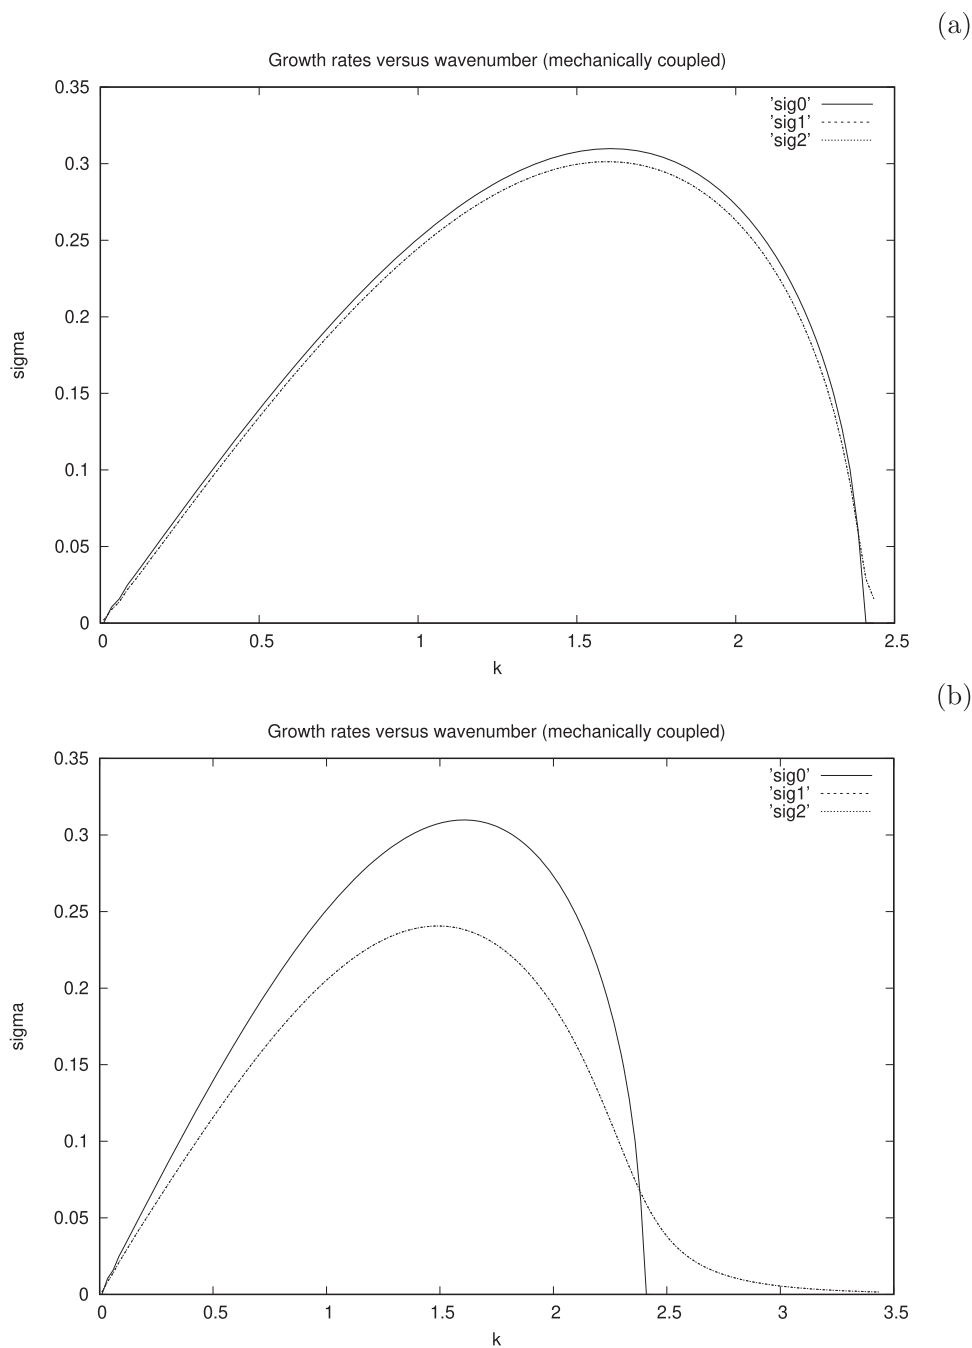 (a)
Growth rates versus wavenumber (mechanically coupled)
0.35
'sig0'
'sig1'
'sig2'
0.3
0.25
0.2
sigma
0.15
0.1
0.05
0
0 0.5 1 1.5 2 2.5
k
(b)
Growth rates versus wavenumber (mechanically coupled)
0.35
'sig0'
'sig1'
'sig2'
0.3
0.25
0.2
sigma
0.15
0.1
0.05
0
0 0.5 1 1.5 2 2.5 3 3.5
k